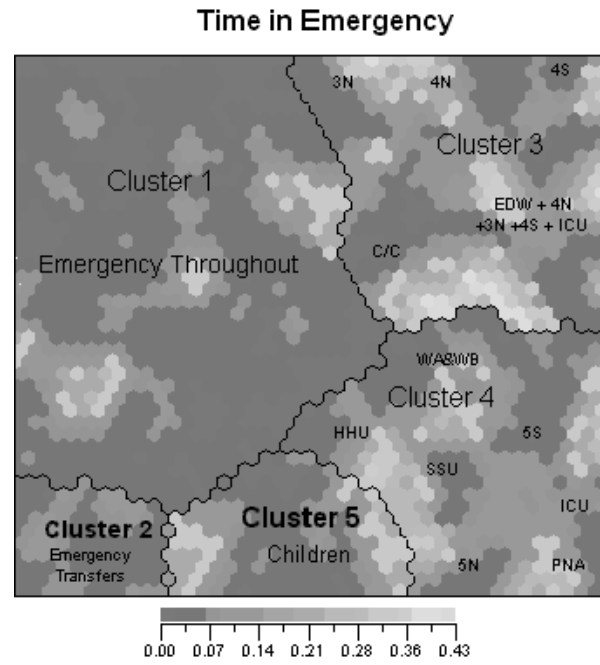 Time in Emergency
3N
4N
4S
Cluster 3
Cluster 1
EDW + 4N
+3N +4S + ICU
C/C
Emergency Throughout
WA&WB
Cluster 4
HHU
5S
SSU
ICU
Cluster 2
Emergency
Transfers
Cluster 5
Children
5N
PNA
0.00 0.07 0.14 0.21 0.28 0.36 0.43